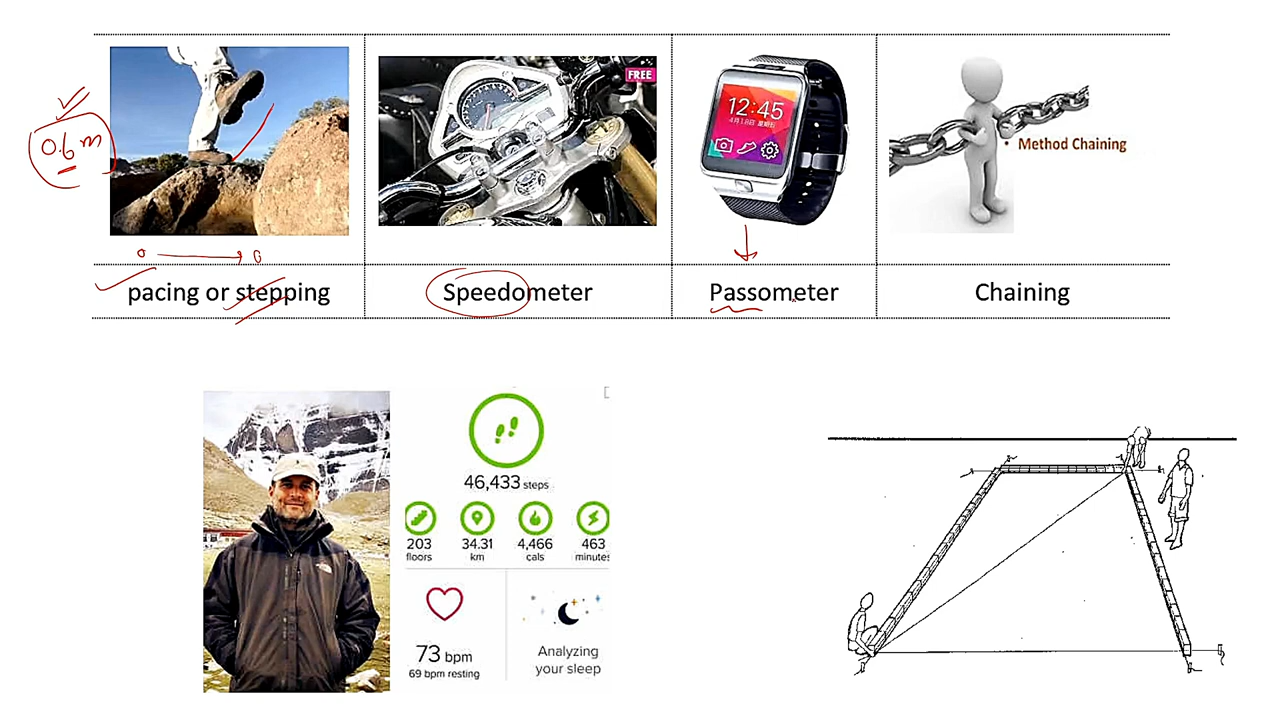 0.6 m
FREE
12:45
Method Chaining
pacing or stepping
Speedometer
Passometer
Chaining
46,433 steps
203
floors
34.31
km
4,466
cals
463
minutes
73 bpm
69 bpm resting
Analyzing
your sleep